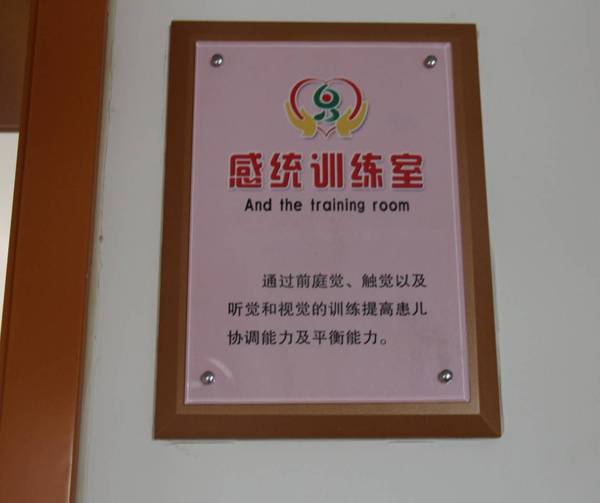 感统训练室
And the training room
通过前庭觉、触觉以及
听觉和视觉的训练提高患儿
协调能力及平衡能力。